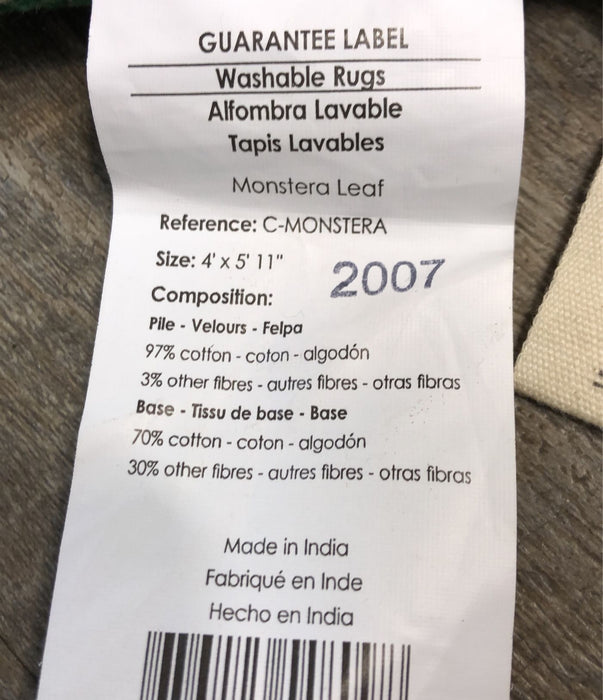 GUARANTEE LABEL
Washable Rugs
Alfombra Lavable
Tapis Lavables
Monstera Leaf
Reference: C-MONSTERA
Size: 4' x 5' 11"
2007
Composition:
Pile - Velours - Felpa
97% cotton - coton - algodón
3% other fibres - autres fibres - otras fibras
Base - Tissu de base - Base
70% cotton - coton - algodón
30% other fibres - autres fibres - otras fibras
Made in India
Fabriqué en Inde
Hecho en India